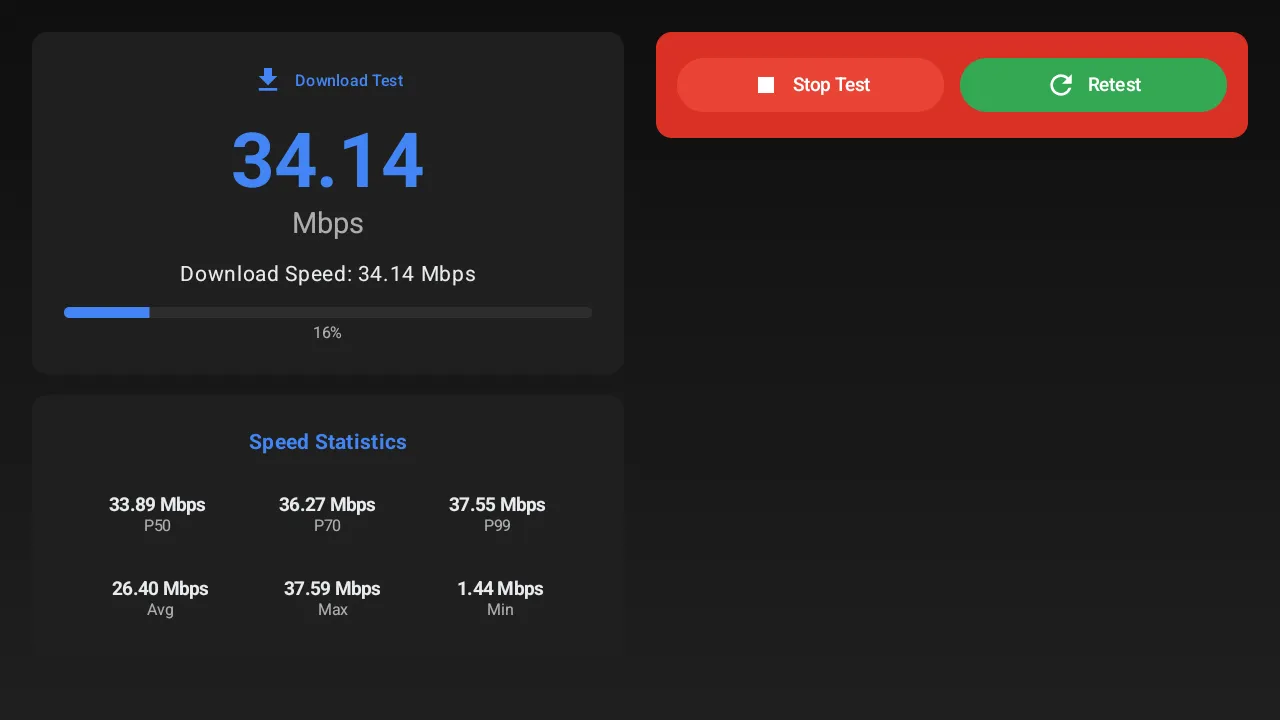 Download Test
34.14
Mbps
Download Speed: 34.14 Mbps
16%
Speed Statistics
33.89 Mbps 36.27 Mbps 37.55 Mbps
P50 P70 P99
26.40 Mbps 37.59 Mbps 1.44 Mbps
Avg Max Min
Stop Test Retest